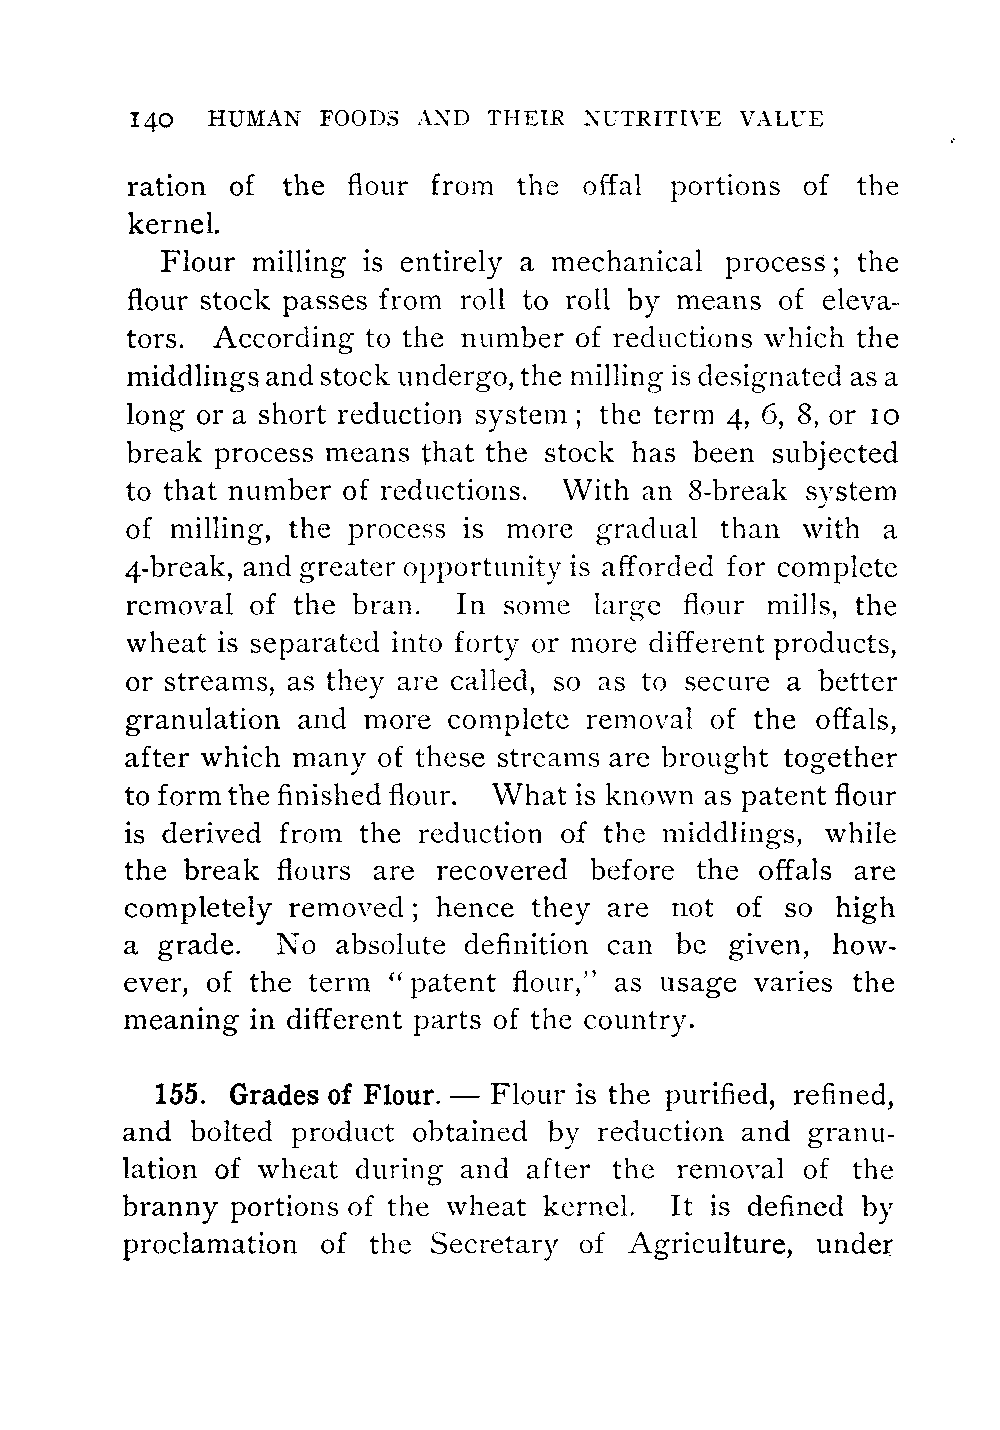 140 HUMAN FOODS AND THEIR NUTRITIVE VALUE
ration of the flour from the offal portions of the
kernel.
Flour milling is entirely a mechanical process; the
flour stock passes from roll to roll by means of eleva-
tors. According to the number of reductions which the
middlings and stock undergo, the milling is designated as a
long or a short reduction system; the term 4, 6, 8, or 10
break process means that the stock has been subjected
to that number of reductions. With an 8-break system
of milling, the process is more gradual than with a
4-break, and greater opportunity is afforded for complete
removal of the bran. In some large flour mills, the
wheat is separated into forty or more different products,
or streams, as they are called, so as to secure a better
granulation and more complete removal of the offals,
after which many of these streams are brought together
to form the finished flour. What is known as patent flour
is derived from the reduction of the middlings, while
the break flours are recovered before the offals are
completely removed; hence they are not of so high
a grade. No absolute definition can be given, how-
ever, of the term “patent flour,” as usage varies the
meaning in different parts of the country.
155. Grades of Flour. — Flour is the purified, refined,
and bolted product obtained by reduction and granu-
lation of wheat during and after the removal of the
branny portions of the wheat kernel. It is defined by
proclamation of the Secretary of Agriculture, under